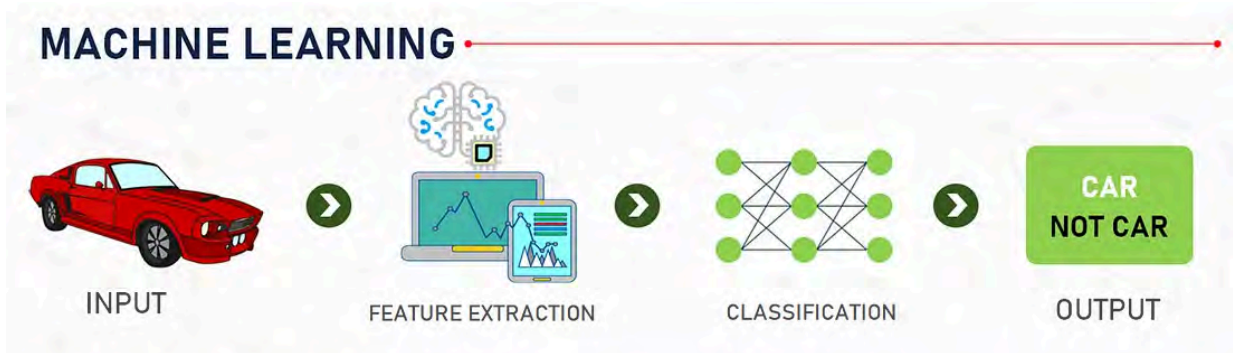 MACHINE LEARNING
INPUT
FEATURE EXTRACTION
CLASSIFICATION
CAR
NOT CAR
OUTPUT